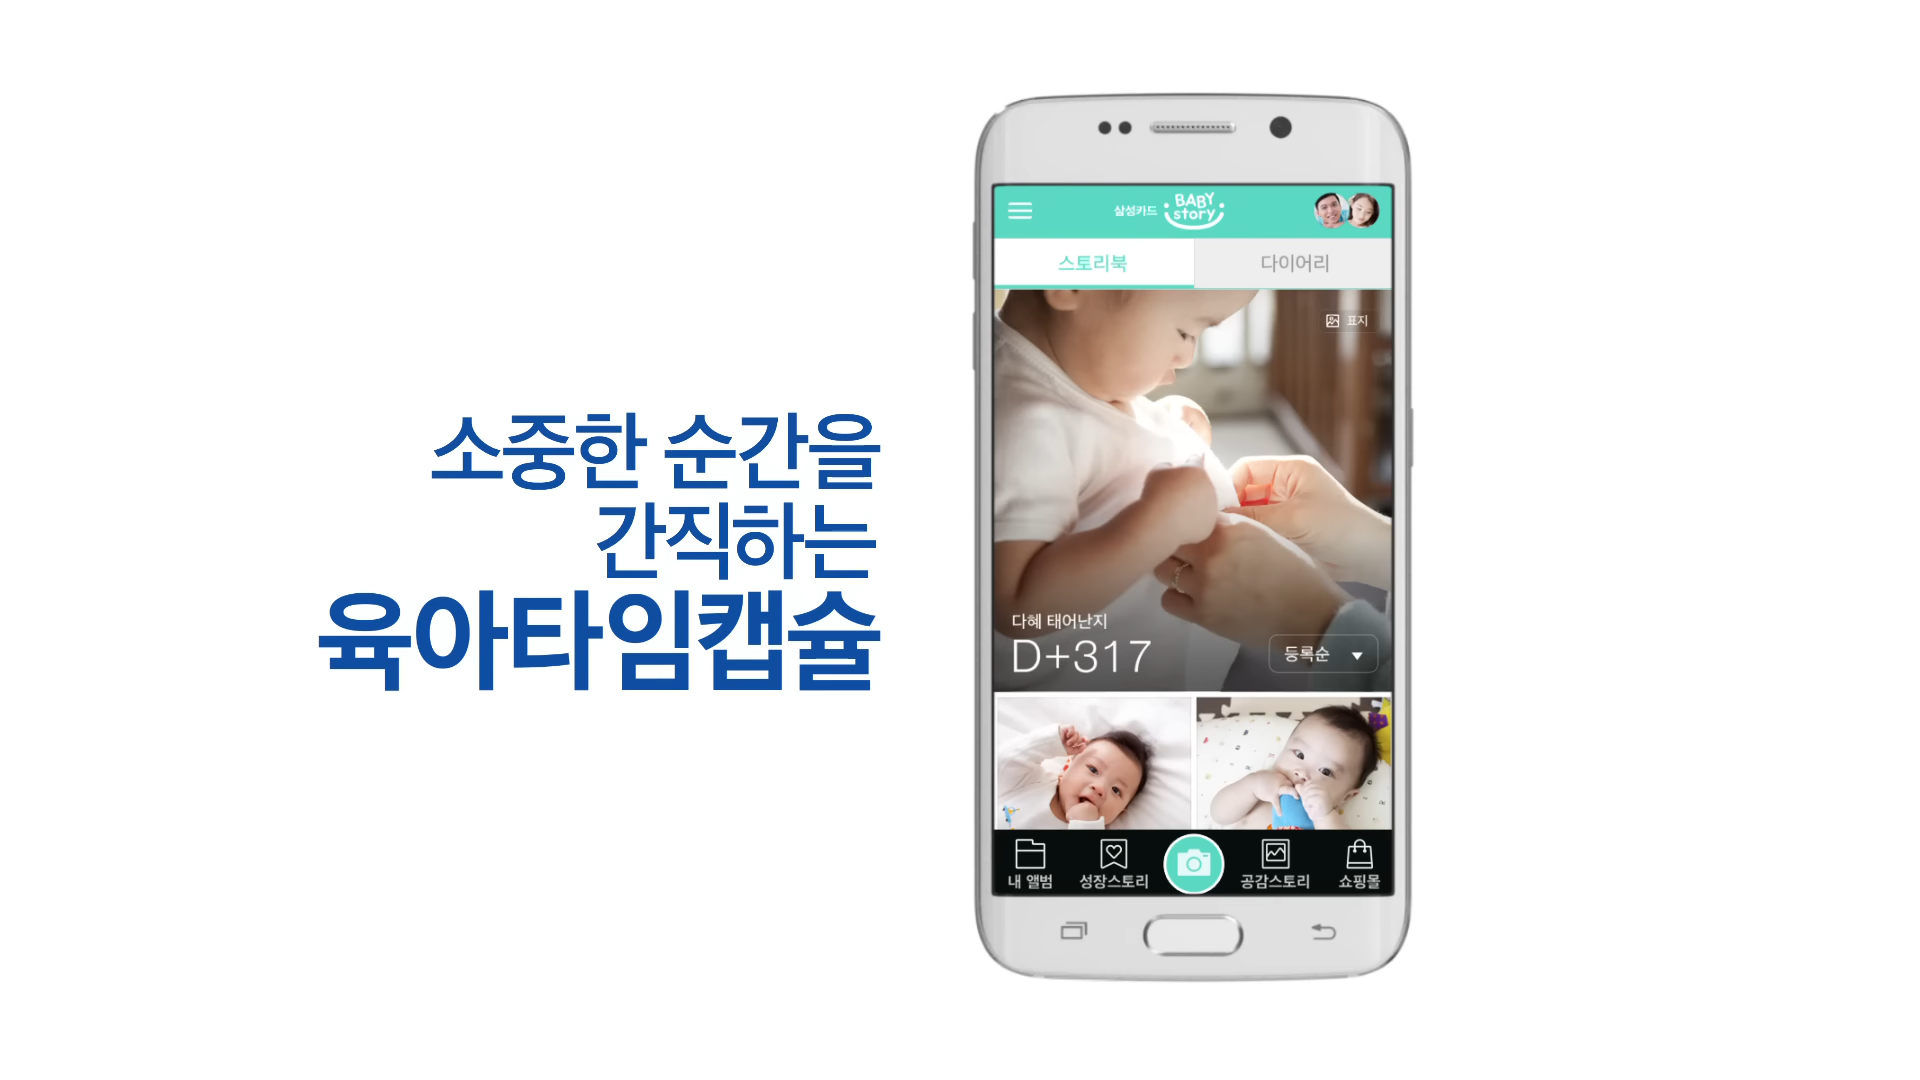 소중한 순간을
간직하는
육아타임캡슐
삼성카드 BABY story
스토리북 다이어리
표지
다혜 태어난지
D+317
등록순
내 앨범 성장스토리 공감스토리 쇼핑몰